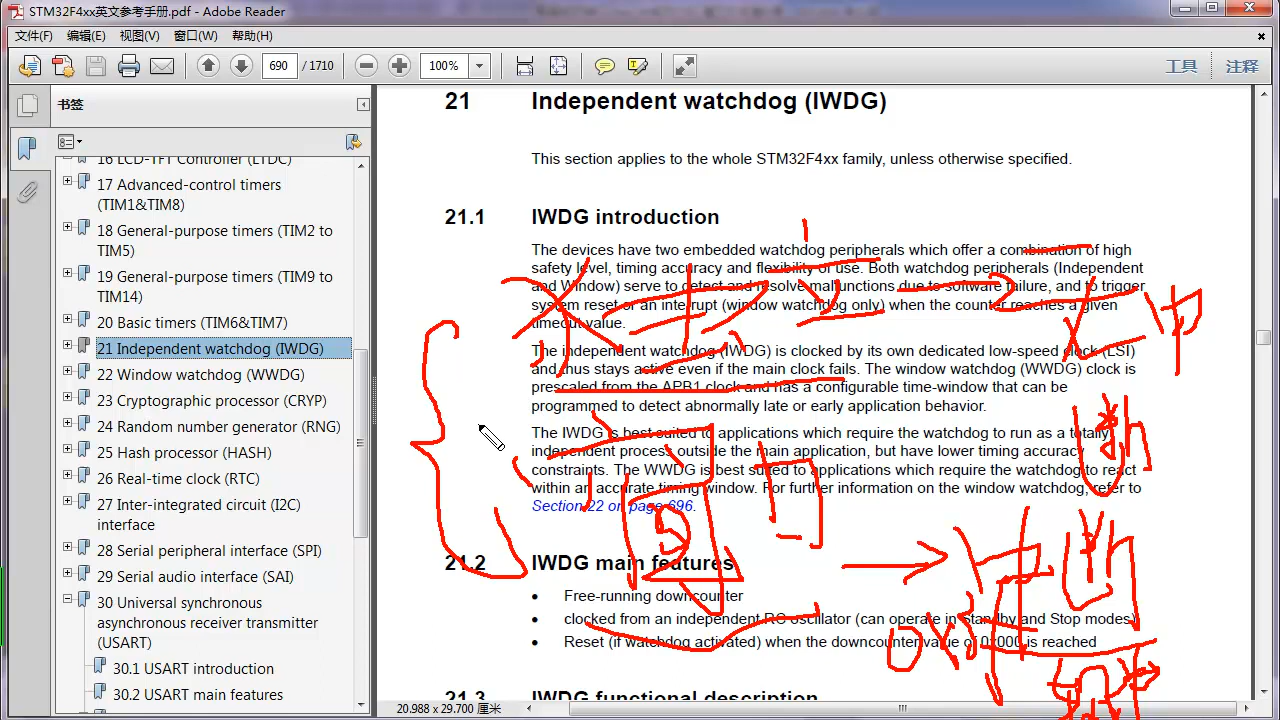 STM32F4xx英文参考手册.pdf - Adobe Reader
文件(F) 编辑(E) 视图(V) 窗口(W) 帮助(H)
690 / 1710 100% 工具 注释
书签
16 LCD-TFT Controller (LTDC)
17 Advanced-control timers
(TIM1&TIM8)
18 General-purpose timers (TIM2 to
TIM5)
19 General-purpose timers (TIM9 to
TIM14)
20 Basic timers (TIM6&TIM7)
21 Independent watchdog (IWDG)
22 Window watchdog (WWDG)
23 Cryptographic processor (CRYP)
24 Random number generator (RNG)
25 Hash processor (HASH)
26 Real-time clock (RTC)
27 Inter-integrated circuit (I2C)
interface
28 Serial peripheral interface (SPI)
29 Serial audio interface (SAI)
30 Universal synchronous
asynchronous receiver transmitter
(USART)
30.1 USART introduction
30.2 USART main features
21 Independent watchdog (IWDG)
This section applies to the whole STM32F4xx family, unless otherwise specified.
21.1 IWDG introduction
The devices have two embedded watchdog peripherals which offer a combination of high
safety level, timing accuracy and flexibility of use. Both watchdog peripherals (Independent
and Window) serve to detect and resolve malfunctions due to software failure, and to trigger
system reset or an interrupt (window watchdog only) when the counter reaches a given
timeout value.
The independent watchdog (IWDG) is clocked by its own dedicated low-speed clock (LSI)
and thus stays active even if the main clock fails. The window watchdog (WWDG) clock is
prescaled from the APB1 clock and has a configurable time-window that can be
programmed to detect abnormally late or early application behavior.
The IWDG is best suited to applications which require the watchdog to run as a totally
independent process outside the main application, but have lower timing accuracy
constraints. The WWDG is best suited to applications which require the watchdog to react
within an accurate timing window. For further information on the window watchdog, refer to
Section 22 on page 696.
21.2 IWDG main features
• Free-running downcounter
• clocked from an independent RC oscillator (can operate in Standby and Stop modes)
• Reset (if watchdog activated) when the downcounter value of 0x000 is reached
21.3 IWDG functional description
20.988 x 29.700 厘米